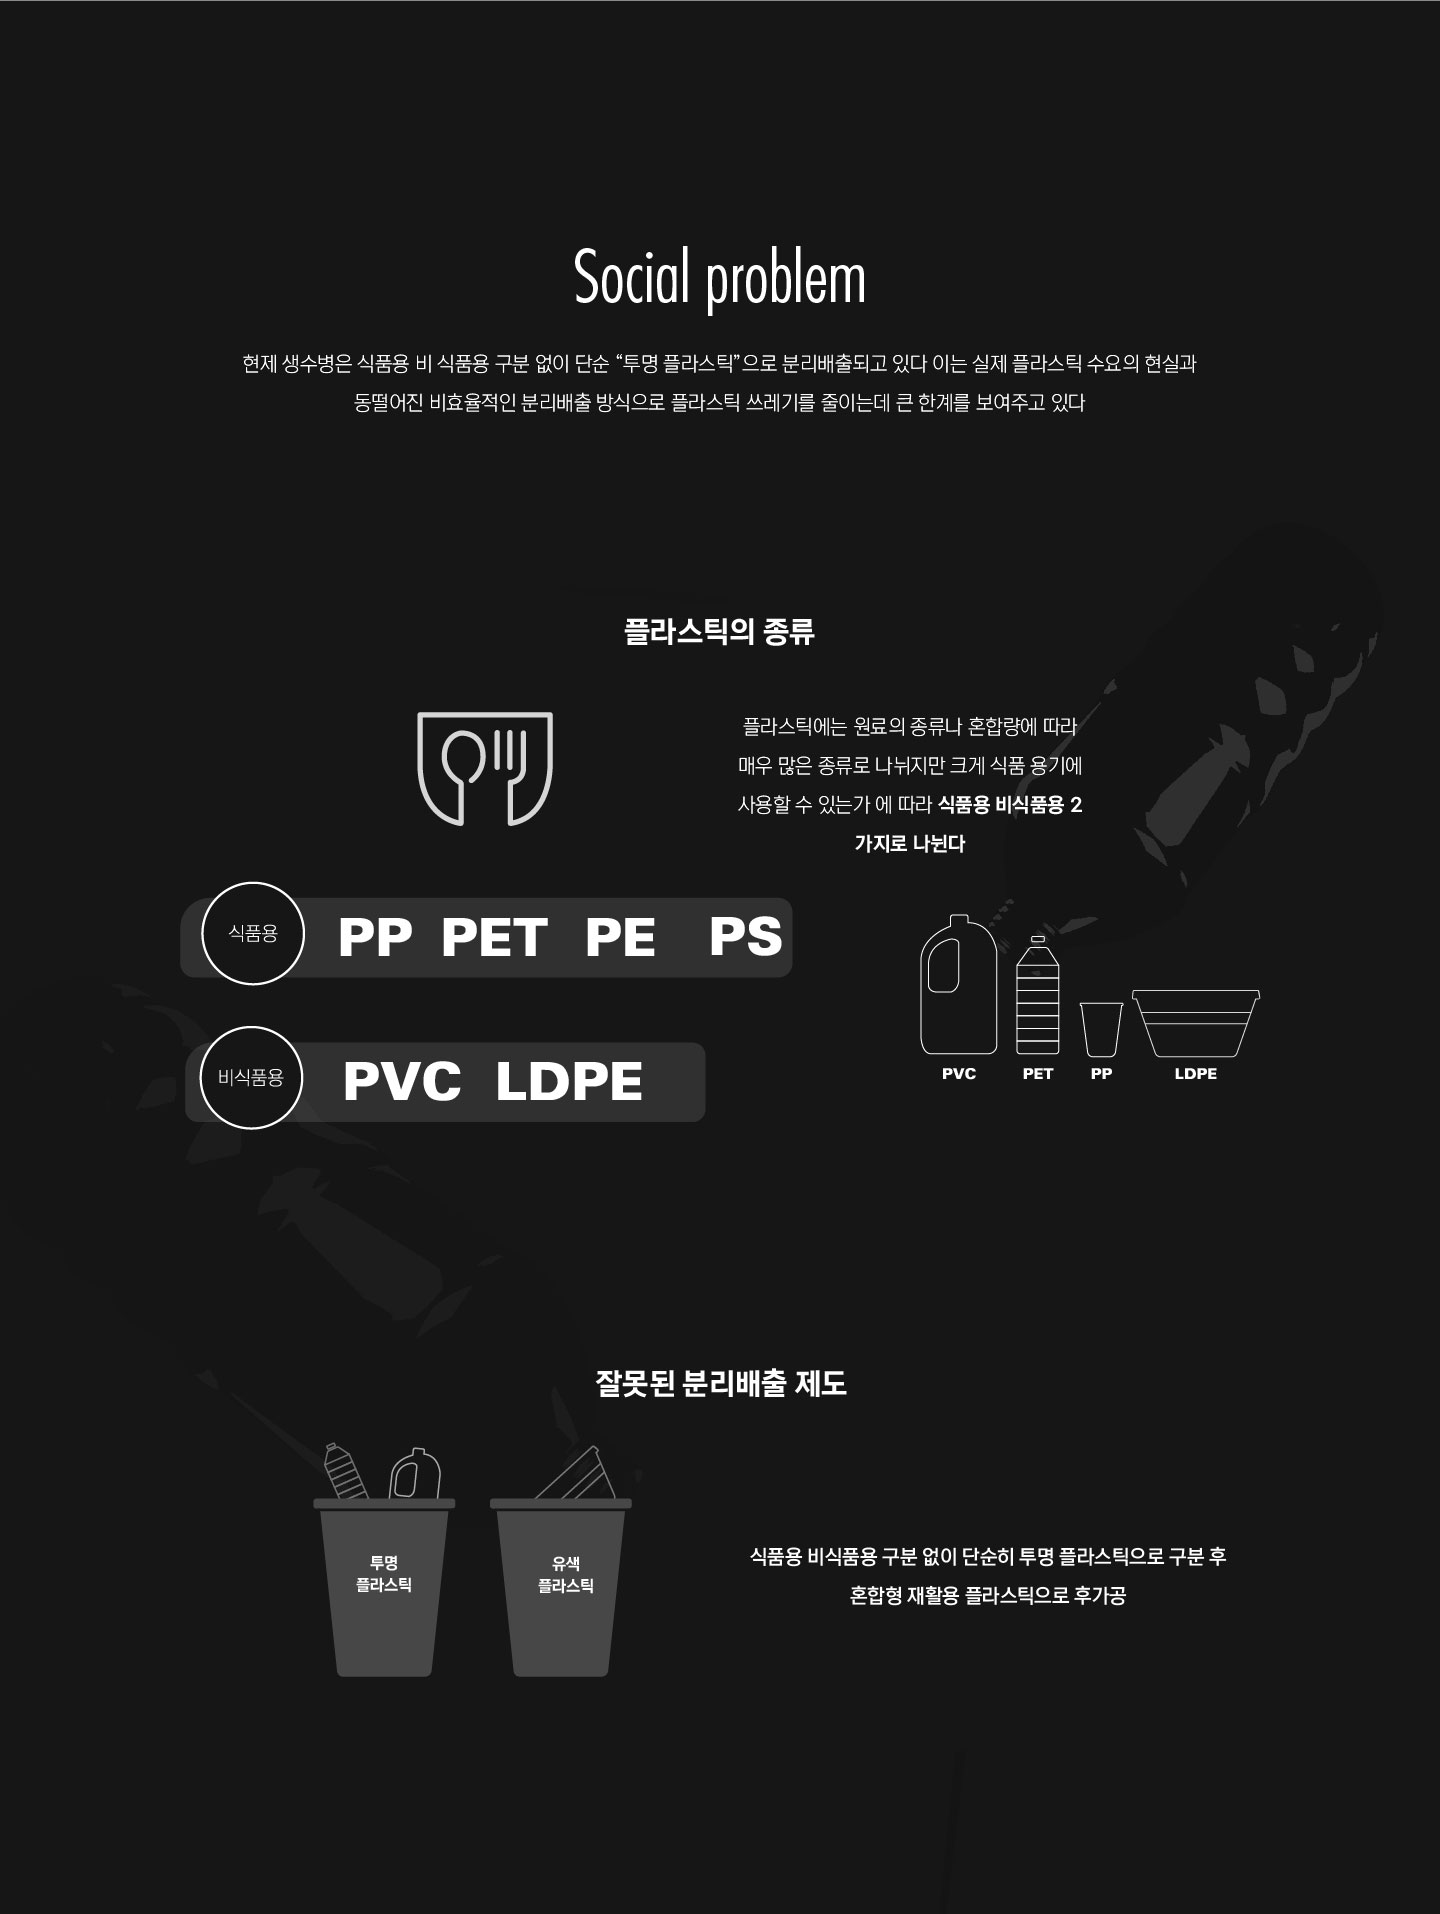 Social problem
현제 생수병은 식품용 비 식품용 구분 없이 단순 “투명 플라스틱”으로 분리배출되고 있다 이는 실제 플라스틱 수요의 현실과
동떨어진 비효율적인 분리배출 방식으로 플라스틱 쓰레기를 줄이는데 큰 한계를 보여주고 있다
플라스틱의 종류
플라스틱에는 원료의 종류나 혼합량에 따라
매우 많은 종류로 나뉘지만 크게 식품 용기에
사용할 수 있는가 에 따라 식품용 비식품용 2
가지로 나뉜다
식품용 PP PET PE PS
비식품용 PVC LDPE
PVC PET PP LDPE
잘못된 분리배출 제도
투명
플라스틱
유색
플라스틱
식품용 비식품용 구분 없이 단순히 투명 플라스틱으로 구분 후
혼합형 재활용 플라스틱으로 후가공